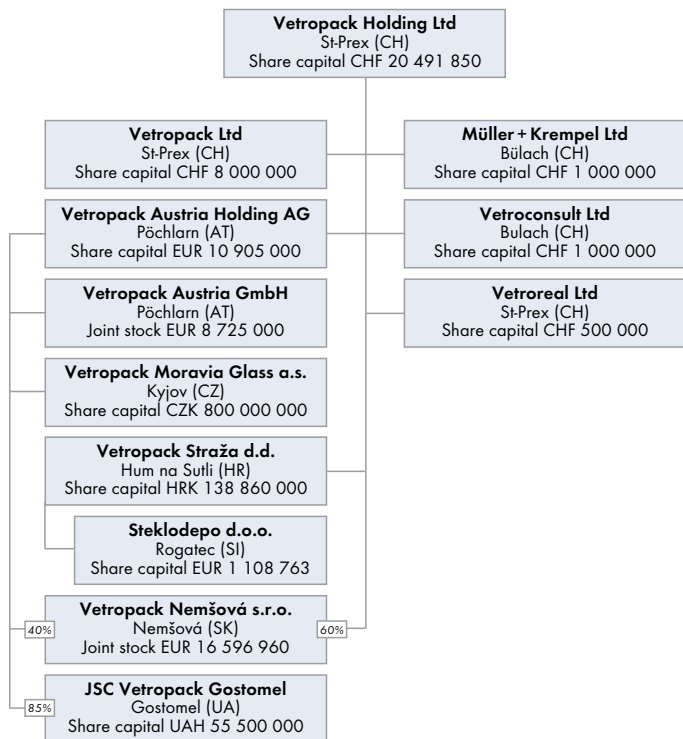 Vetropack Holding Ltd
St-Prex (CH)
Share capital CHF 20 491 850
Vetropack Ltd
St-Prex (CH)
Share capital CHF 8 000 000
Müller + Krempel Ltd
Bülach (CH)
Share capital CHF 1 000 000
Vetropack Austria Holding AG
Pöchlarn (AT)
Share capital EUR 10 905 000
Vetroconsult Ltd
Bulach (CH)
Share capital CHF 1 000 000
Vetropack Austria GmbH
Pöchlarn (AT)
Joint stock EUR 8 725 000
Vetroreal Ltd
St-Prex (CH)
Share capital CHF 500 000
Vetropack Moravia Glass a.s.
Kyjov (CZ)
Share capital CZK 800 000 000
Vetropack Straža d.d.
Hum na Sutli (HR)
Share capital HRK 138 860 000
Steklodepo d.o.o.
Rogatec (SI)
Share capital EUR 1 108 763
Vetropack Nemšová s.r.o.
40% Nemšová (SK) 60%
Joint stock EUR 16 596 960
JSC Vetropack Gostomel
85% Gostomel (UA)
Share capital UAH 55 500 000